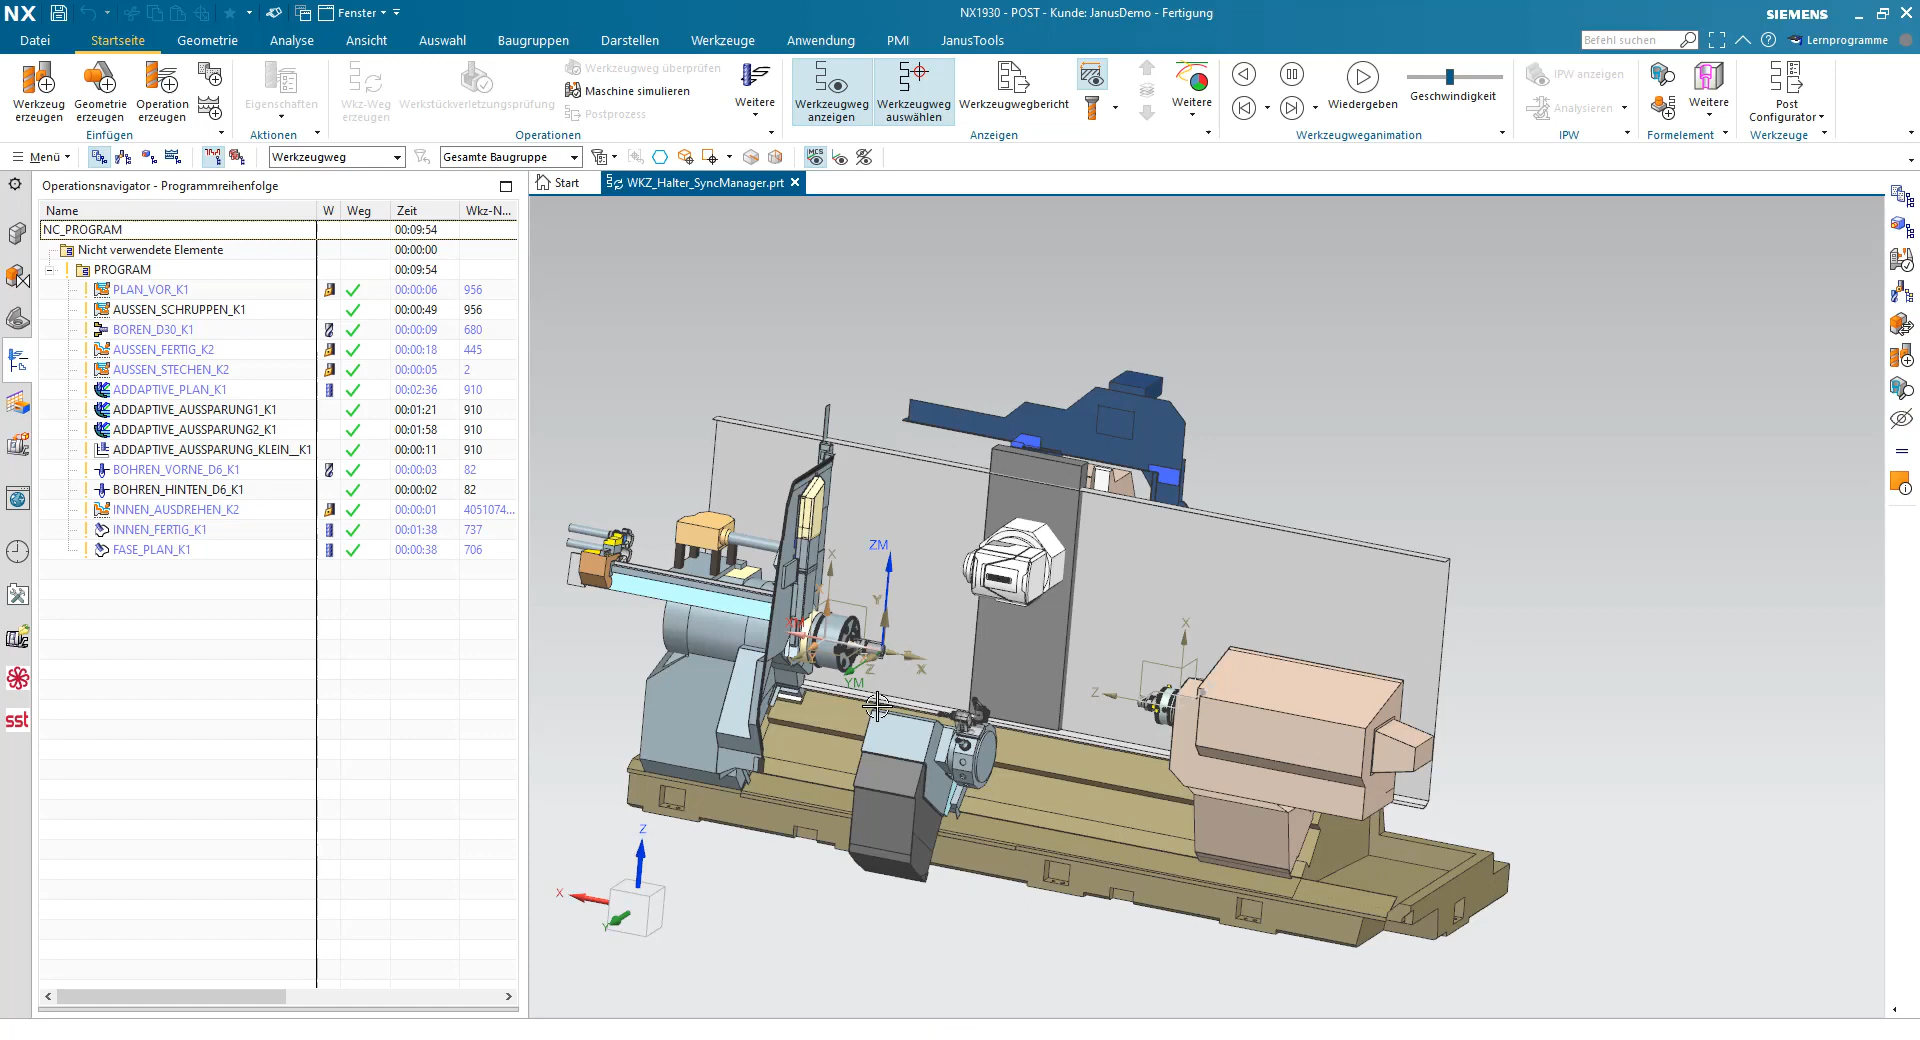 NX
Fenster
NX1930 - POST - Kunde: JanusDemo - Fertigung
SIEMENS
Datei Startseite Geometrie Analyse Ansicht Auswahl Baugruppen Darstellen Werkzeuge Anwendung PMI JanusTools
Befehl suchen
Lernprogramme
Werkzeug erzeugen
Geometrie erzeugen
Operation erzeugen
Einfügen
Eigenschaften
Aktionen
Wkz-Weg erzeugen
Werkstückverletzungsprüfung
Werkzeugweg überprüfen
Maschine simulieren
Postprozess
Weitere
Operationen
Werkzeugweg anzeigen
Werkzeugweg auswählen
Werkzeugwegbericht
Weitere
Anzeigen
Wiedergeben
Geschwindigkeit
Werkzeugweganimation
IPW anzeigen
Analysieren
IPW
Weitere
Formelement
Post Configurator
Werkzeuge
Menü
Werkzeugweg
Gesamte Baugruppe
MCS
Operationsnavigator - Programmreihenfolge
Start
WKZ_Halter_SyncManager.prt
Name W Weg Zeit Wkz-N...
NC_PROGRAM 00:09:54
Nicht verwendete Elemente 00:00:00
PROGRAM 00:09:54
PLAN_VOR_K1 00:00:06 956
AUSSEN_SCHRUPPEN_K1 00:00:49 956
BOREN_D30_K1 00:00:09 680
AUSSEN_FERTIG_K2 00:00:18 445
AUSSEN_STECHEN_K2 00:00:05 2
ADDAPTIVE_PLAN_K1 00:02:36 910
ADDAPTIVE_AUSSPARUNG1_K1 00:01:21 910
ADDAPTIVE_AUSSPARUNG2_K1 00:01:58 910
ADDAPTIVE_AUSSPARUNG_KLEIN__K1 00:00:11 910
BOHREN_VORNE_D6_K1 00:00:03 82
BOHREN_HINTEN_D6_K1 00:00:02 82
INNEN_AUSDREHEN_K2 00:00:01 4051074...
INNEN_FERTIG_K1 00:01:38 737
FASE_PLAN_K1 00:00:38 706
sst
ZM
X
Y
XM
Z
X
YM
X
Z
Z
X
Y